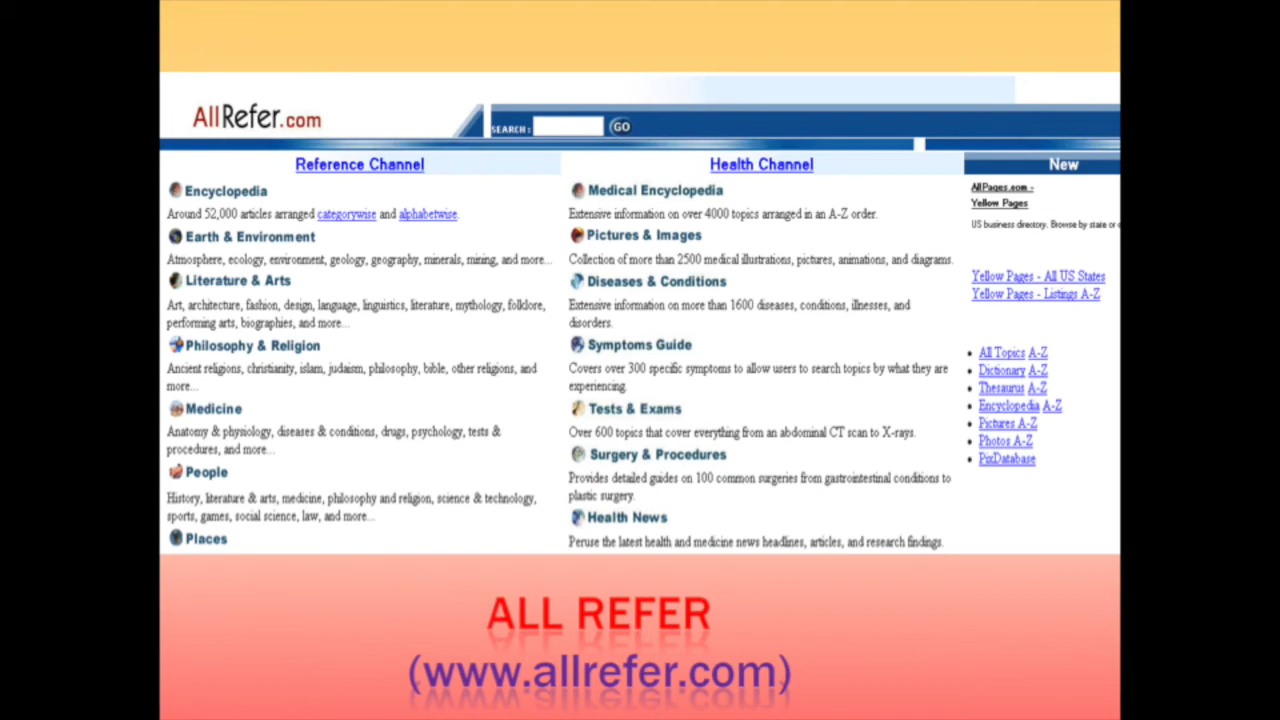 AllRefer.com
SEARCH :
GO
Reference Channel
Encyclopedia
Around 52,000 articles arranged categorywise and alphabetwise.
Earth & Environment
Atmosphere, ecology, environment, geology, geography, minerals, mining, and more...
Literature & Arts
Art, architecture, fashion, design, language, linguistics, literature, mythology, folklore,
performing arts, biographies, and more...
Philosophy & Religion
Ancient religions, christianity, islam, judaism, philosophy, bible, other religions, and
more...
Medicine
Anatomy & physiology, diseases & conditions, drugs, psychology, tests &
procedures, and more...
People
History, literature & arts, medicine, philosophy and religion, science & technology,
sports, games, social science, law, and more...
Places
Health Channel
Medical Encyclopedia
Extensive information on over 4000 topics arranged in an A-Z order.
Pictures & Images
Collection of more than 2500 medical illustrations, pictures, animations, and diagrams.
Diseases & Conditions
Extensive information on more than 1600 diseases, conditions, illnesses, and
disorders.
Symptoms Guide
Covers over 300 specific symptoms to allow users to search topics by what they are
experiencing.
Tests & Exams
Over 600 topics that cover everything from an abdominal CT scan to X-rays.
Surgery & Procedures
Provides detailed guides on 100 common surgeries from gastrointestinal conditions to
plastic surgery.
Health News
Peruse the latest health and medicine news headlines, articles, and research findings.
New
AllPages.com -
Yellow Pages
US business directory. Browse by state or
Yellow Pages - All US States
Yellow Pages - Listings A-Z
All Topics A-Z
Dictionary A-Z
Thesaurus A-Z
Encyclopedia A-Z
Pictures A-Z
Photos A-Z
PixDatabase
ALL REFER
(www.allrefer.com)